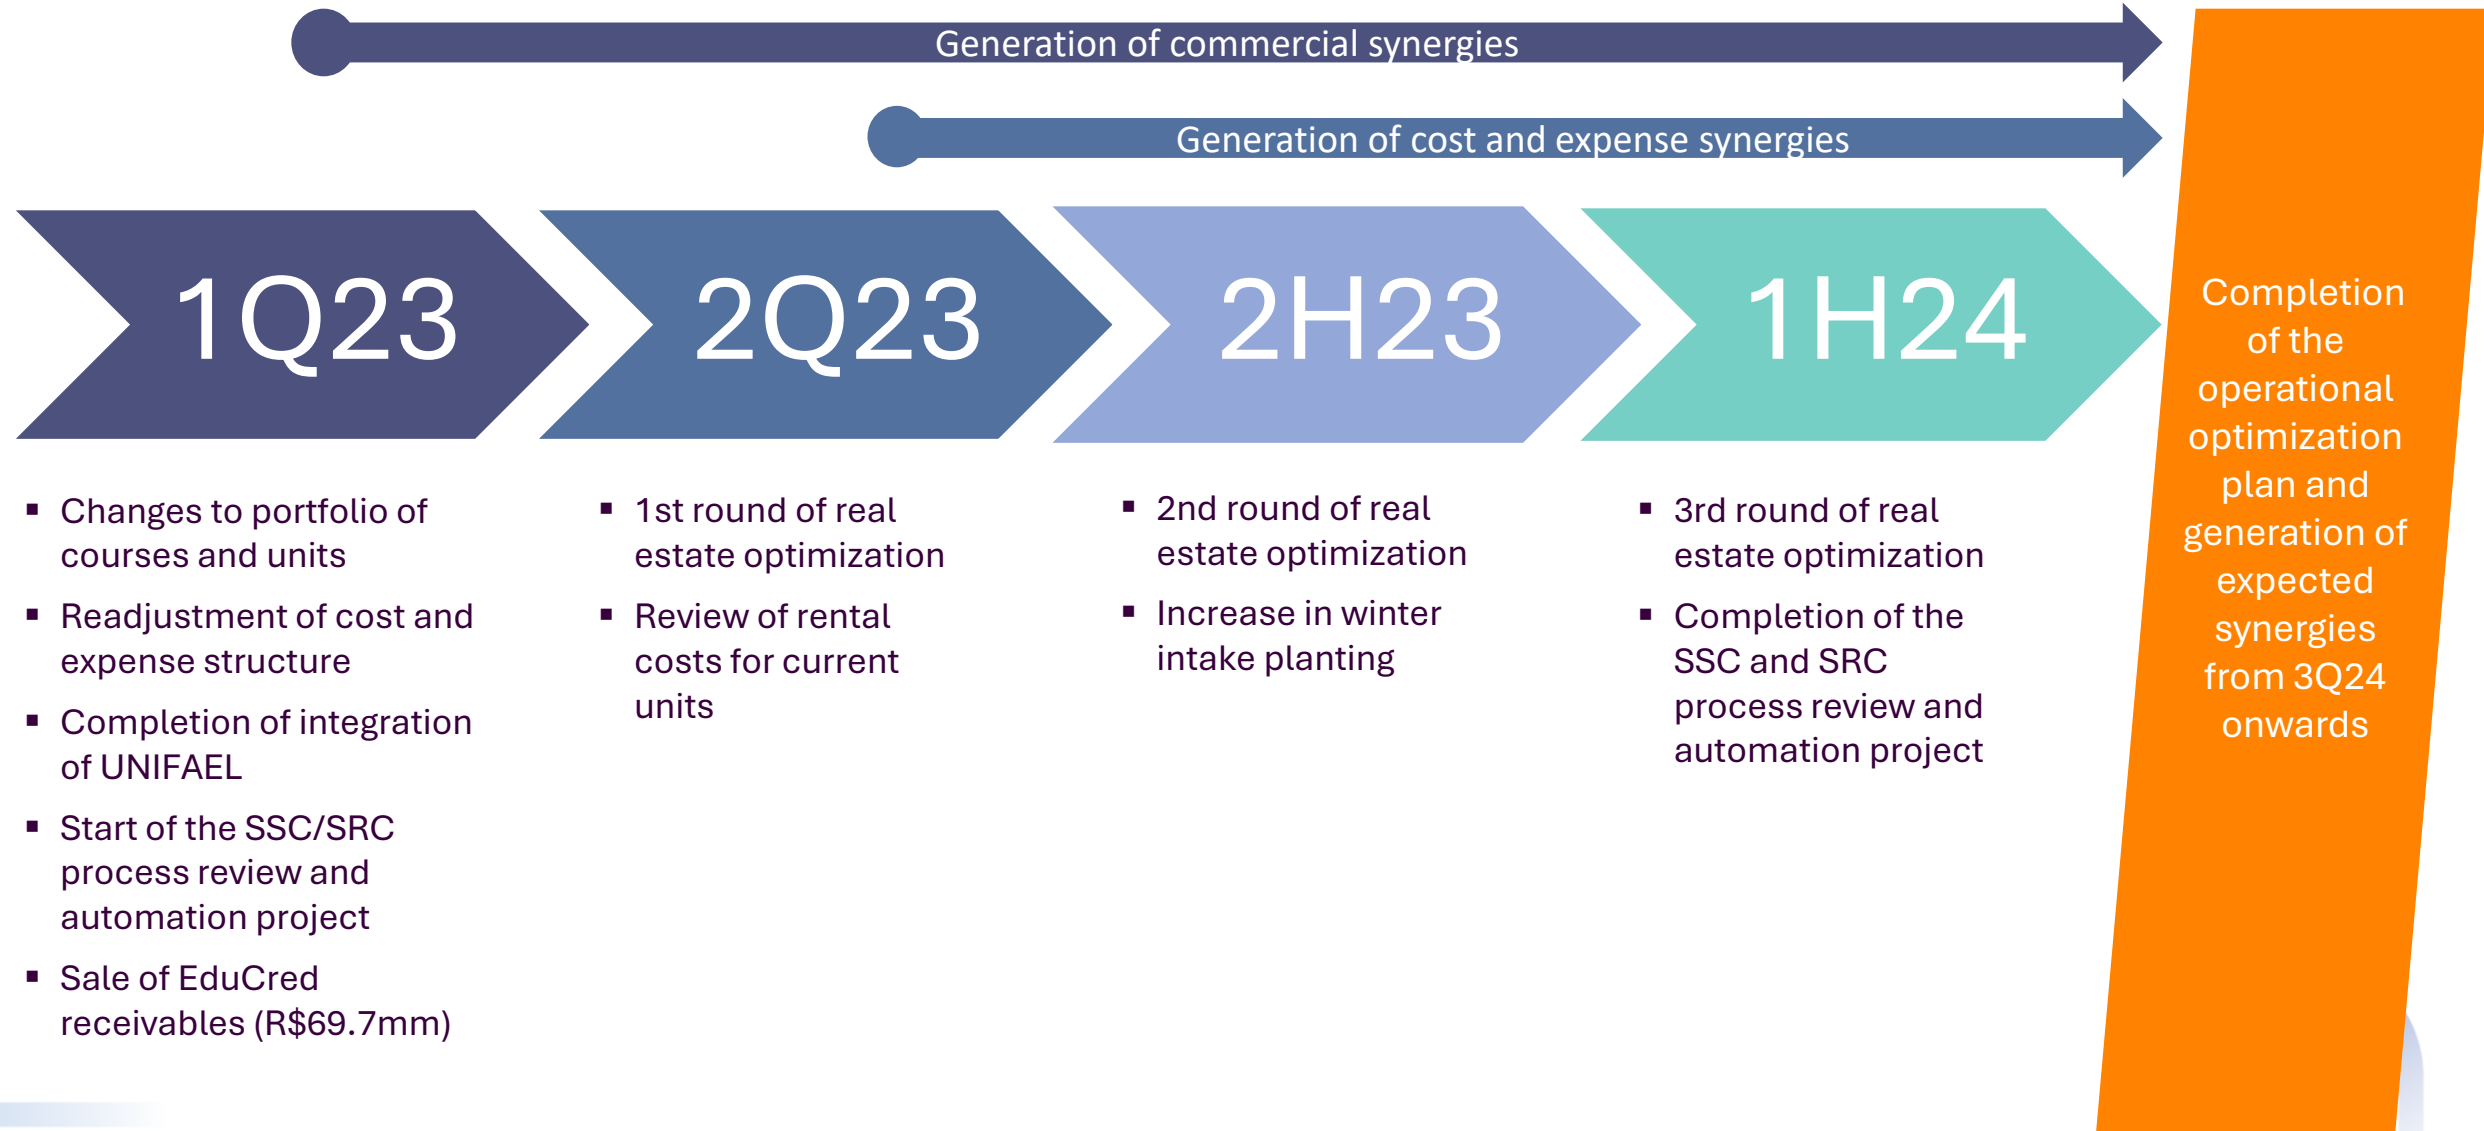 Generation of commercial synergies
Generation of cost and expense synergies
1Q23
2Q23
2H23
1H24
▪ Changes to portfolio of
courses and units
▪ Readjustment of cost and
expense structure
▪ Completion of integration
of UNIFAEL
▪ Start of the SSC/SRC
process review and
automation project
▪ Sale of EduCred
receivables (R$69.7mm)
▪ 1st round of real
estate optimization
▪ Review of rental
costs for current
units
▪ 2nd round of real
estate optimization
▪ Increase in winter
intake planting
▪ 3rd round of real
estate optimization
▪ Completion of the
SSC and SRC
process review and
automation project
Completion
of the
operational
optimization
plan and
generation of
expected
synergies
from 3Q24
onwards